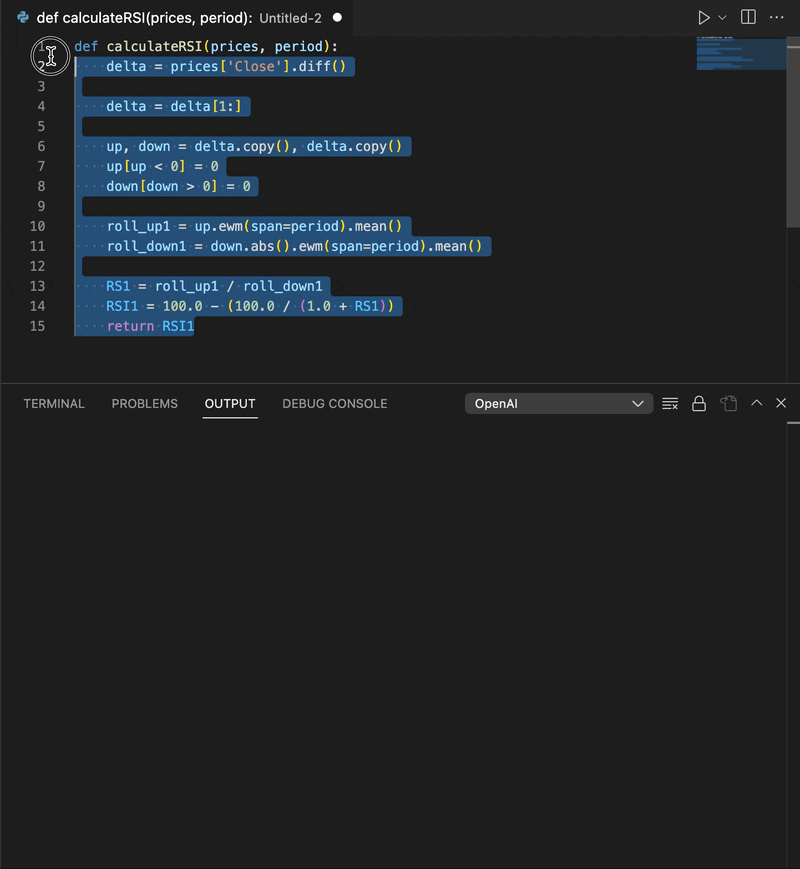 def calculateRSI(prices, period): Untitled-2
1 def calculateRSI(prices, period):
2 delta = prices['Close'].diff()
3
4 delta = delta[1:]
5
6 up, down = delta.copy(), delta.copy()
7 up[up < 0] = 0
8 down[down > 0] = 0
9
10 roll_up1 = up.ewm(span=period).mean()
11 roll_down1 = down.abs().ewm(span=period).mean()
12
13 RS1 = roll_up1 / roll_down1
14 RSI1 = 100.0 - (100.0 / (1.0 + RS1))
15 return RSI1
TERMINAL PROBLEMS OUTPUT DEBUG CONSOLE OpenAI